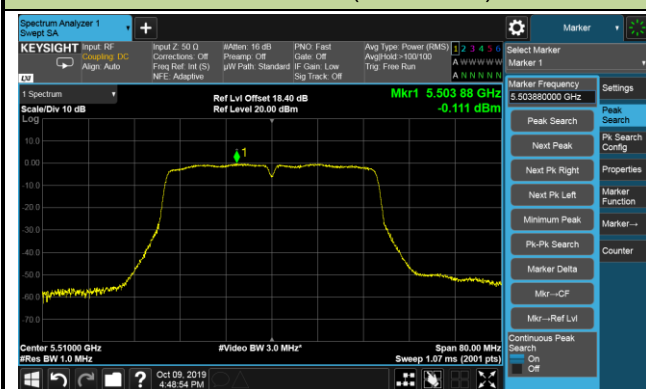 Spectrum Analyzer 1
Swept SA
+
Marker
KEYSIGHT
Input: RF
Coupling: DC
Align: Auto
Input Z: 50 Ω
Corrections: Off
Freq Ref: Int (S)
NFE: Adaptive
#Atten: 16 dB
Preamp: Off
µW Path: Standard
PNO: Fast
Gate: Off
IF Gain: Low
Sig Track: Off
Avg Type: Power (RMS)
Avg|Hold:>100/100
Trig: Free Run
1 2 3 4 5 6
A W W W W W
A N N N N N
LXI
Select Marker
Marker 1
1 Spectrum
Scale/Div 10 dB
Log
Ref Lvl Offset 18.40 dB
Ref Level 20.00 dBm
Mkr1 5.503 88 GHz
-0.111 dBm
1
10.0
0.00
-10.0
-20.0
-30.0
-40.0
-50.0
-60.0
-70.0
Center 5.51000 GHz
#Res BW 1.0 MHz
#Video BW 3.0 MHz*
Span 80.00 MHz
Sweep 1.07 ms (2001 pts)
Marker Frequency
5.503880000 GHz
Peak Search
Next Peak
Next Pk Right
Next Pk Left
Minimum Peak
Pk-Pk Search
Marker Delta
Mkr→CF
Mkr→Ref Lvl
Continuous Peak
Search
On
Off
Settings
Peak
Search
Pk Search
Config
Properties
Marker
Function
Marker→
Counter
?
Oct 09, 2019
4:48:54 PM